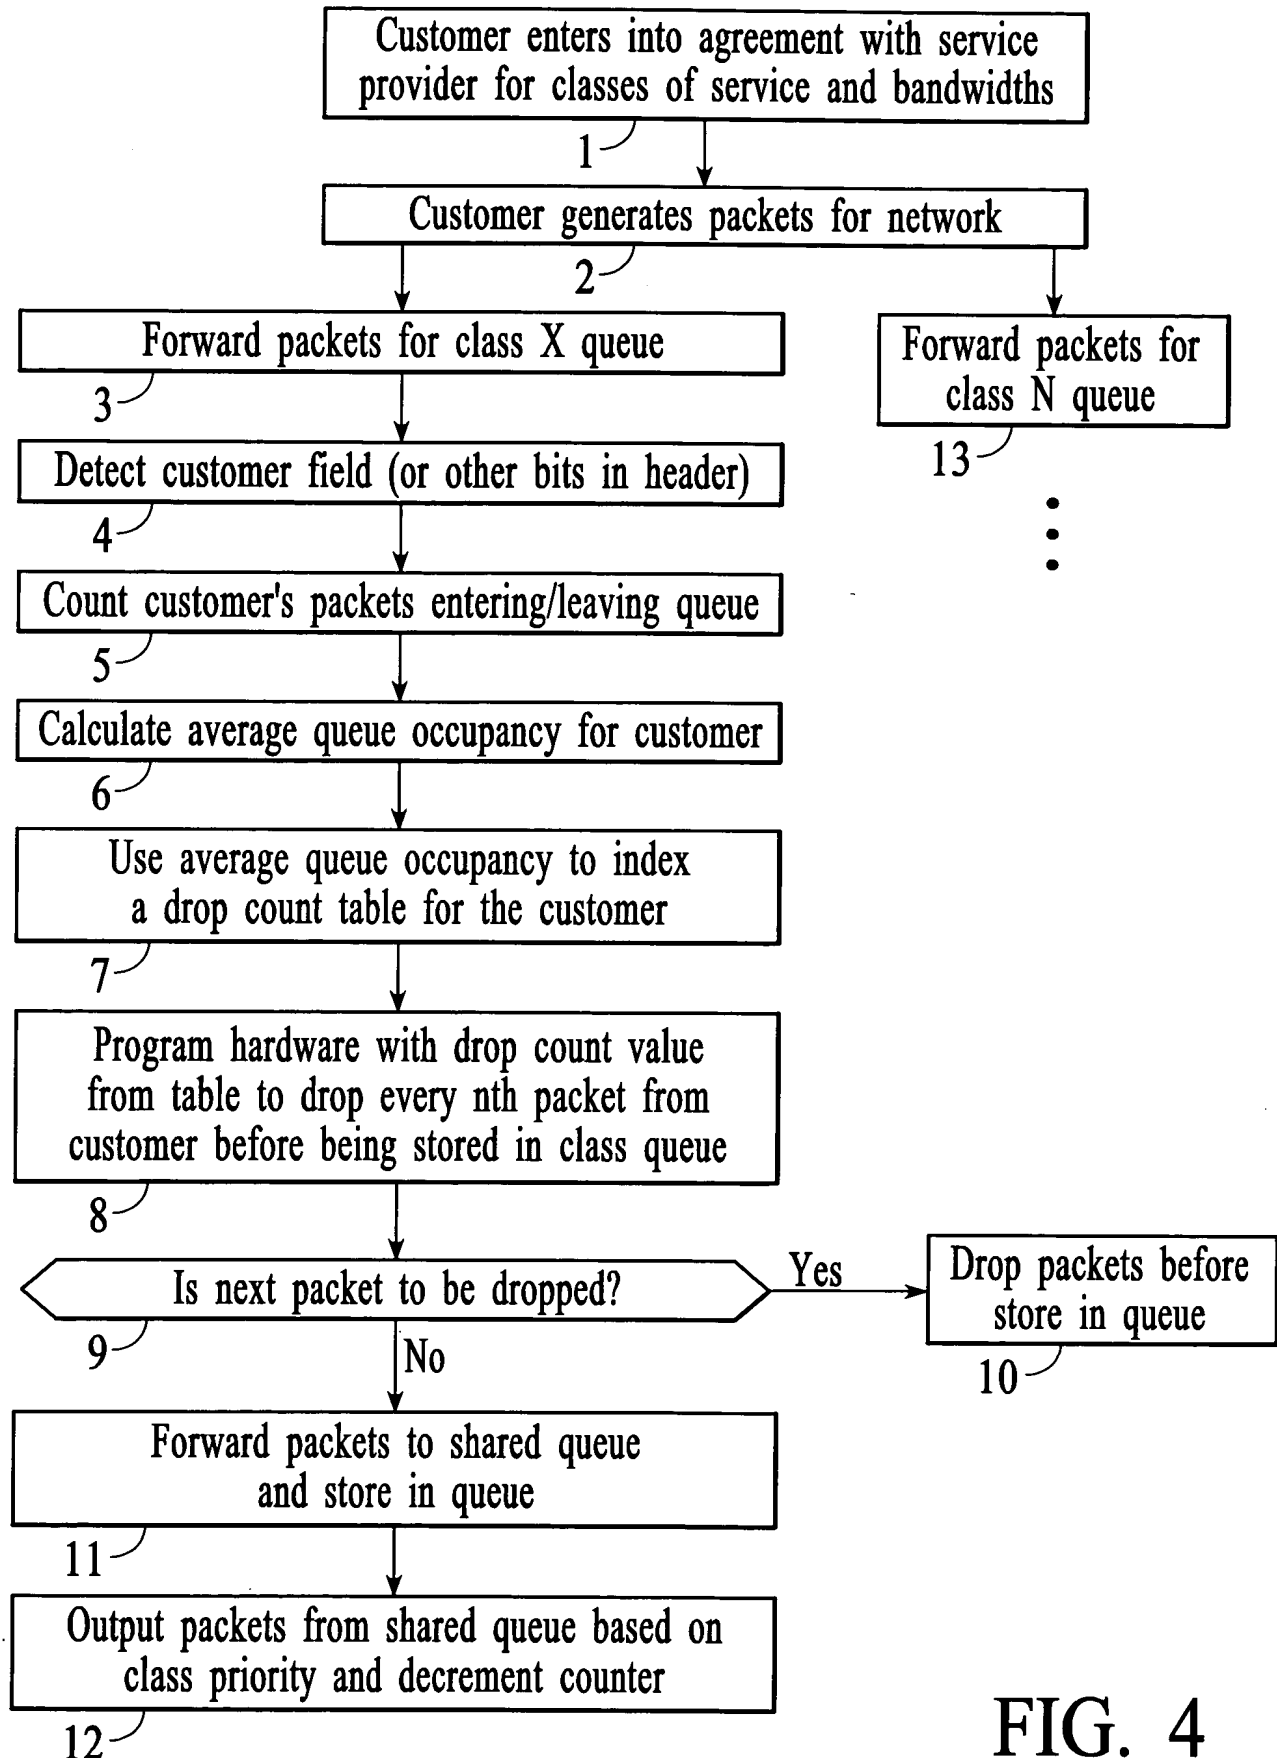 Customer enters into agreement with service
provider for classes of service and bandwidths
1
Customer generates packets for network
2
Forward packets for class X queue
3
Forward packets for
class N queue
13
Detect customer field (or other bits in header)
4
Count customer's packets entering/leaving queue
5
Calculate average queue occupancy for customer
6
Use average queue occupancy to index
a drop count table for the customer
7
Program hardware with drop count value
from table to drop every nth packet from
customer before being stored in class queue
8
Is next packet to be dropped?
9
Yes
No
Drop packets before
store in queue
10
Forward packets to shared queue
and store in queue
11
Output packets from shared queue based on
class priority and decrement counter
12
FIG. 4